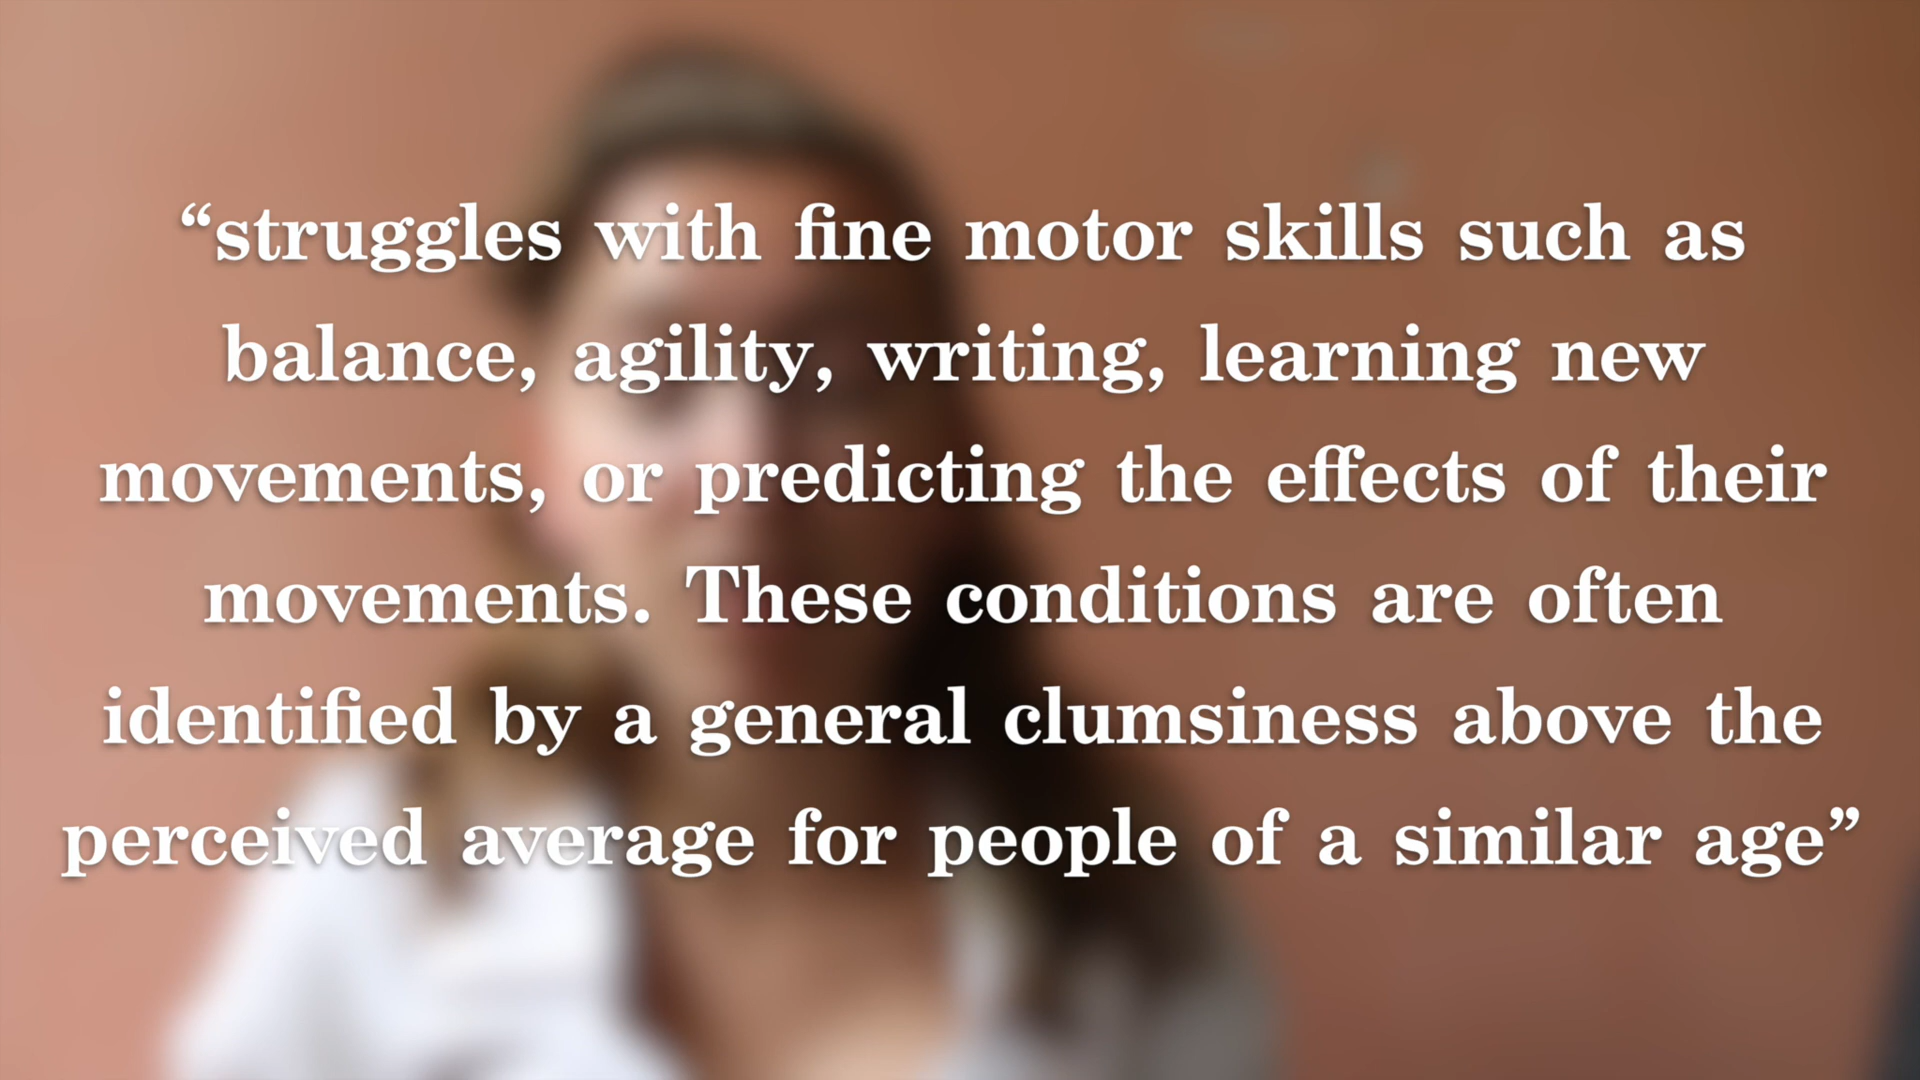 “struggles with fine motor skills such as
balance, agility, writing, learning new
movements, or predicting the effects of their
movements. These conditions are often
identified by a general clumsiness above the
perceived average for people of a similar age”